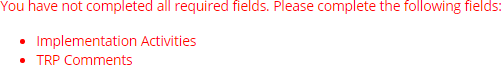 You have not completed all required fields. Please complete the following fields:
• Implementation Activities
• TRP Comments